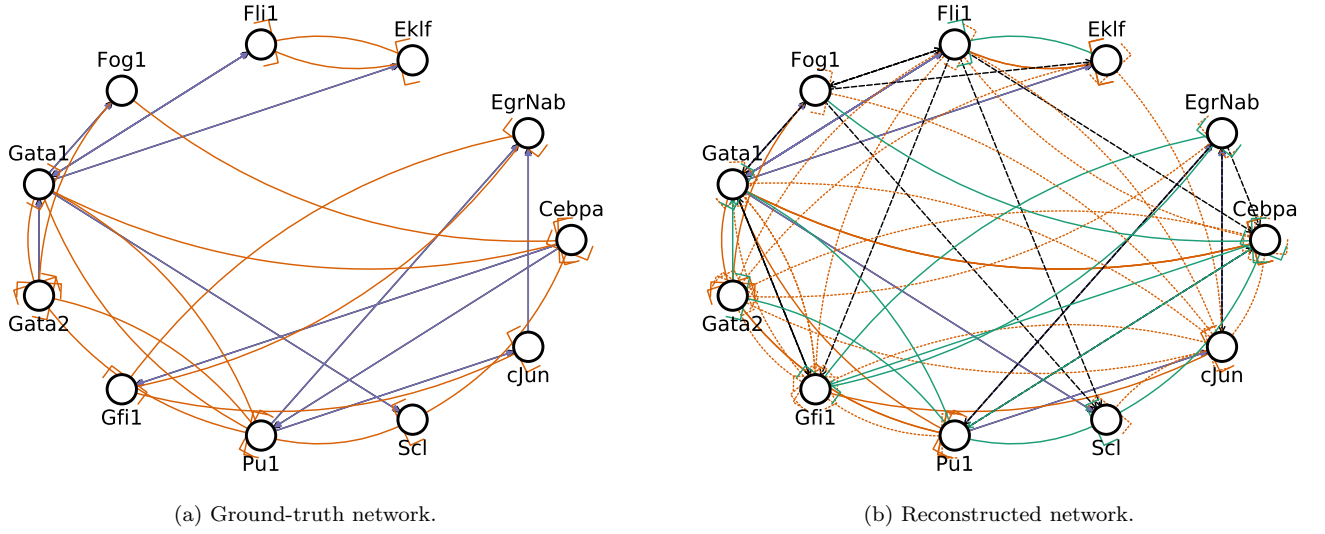 Fli1
Eklf
Fog1
EgrNab
Gata1
Cebpa
Gata2
cJun
Gfi1
Scl
Pu1
(a) Ground-truth network.
Fli1
Eklf
Fog1
EgrNab
Gata1
Cebpa
Gata2
cJun
Gfi1
Scl
Pu1
(b) Reconstructed network.